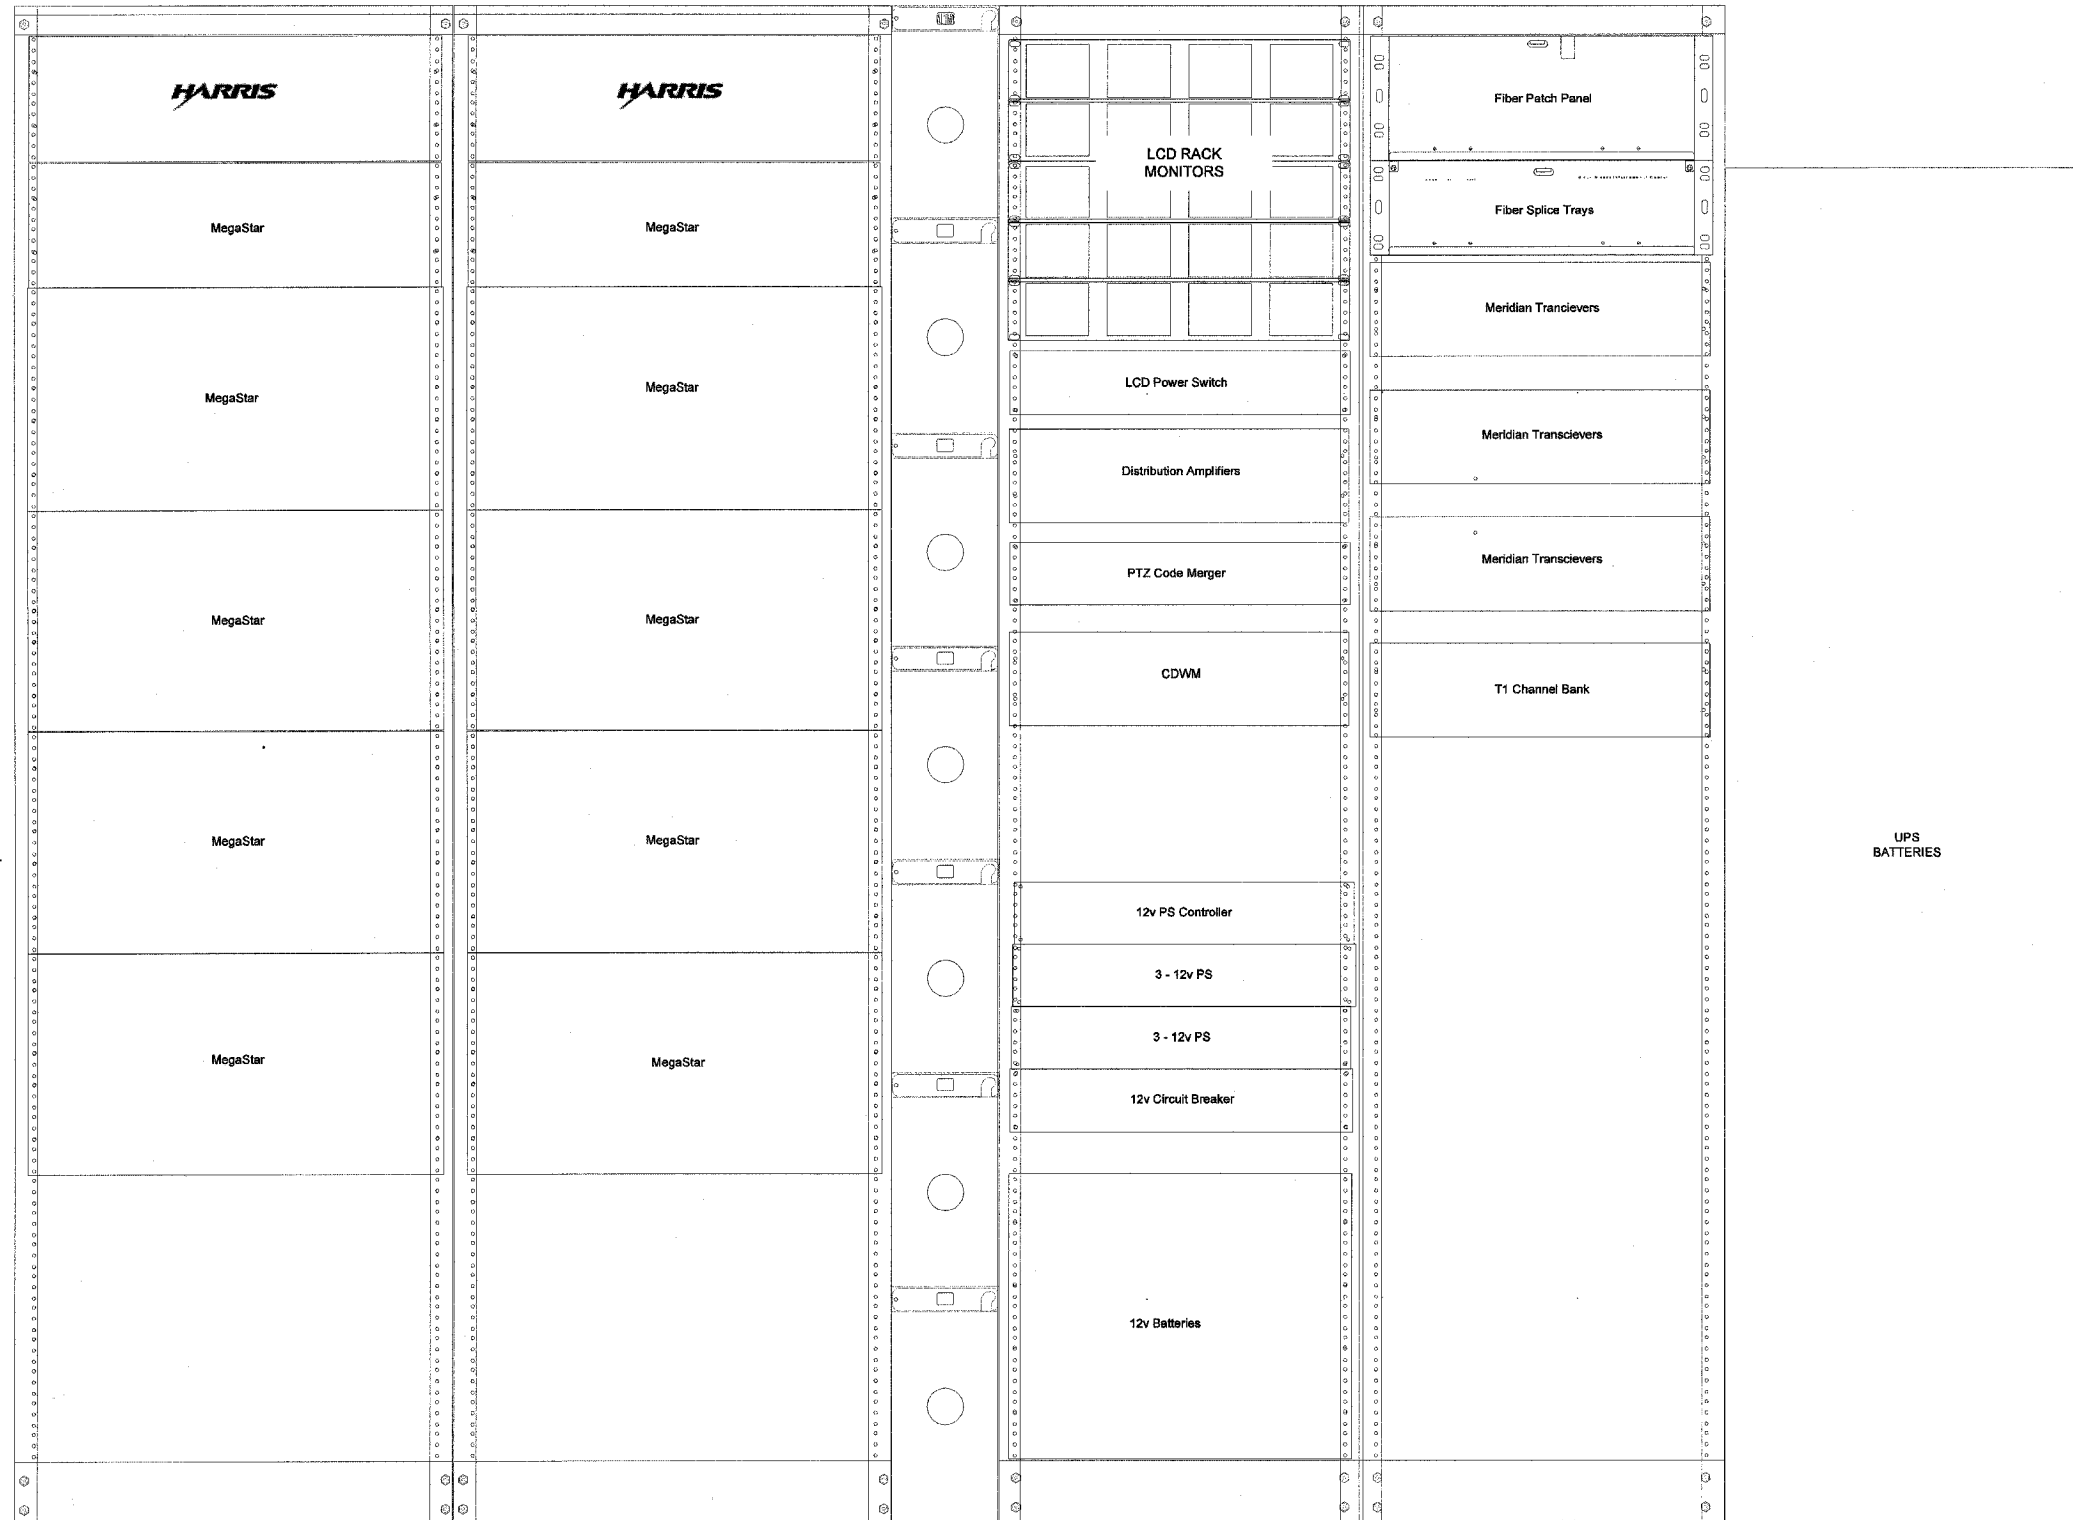 HARRIS
MegaStar
MegaStar
MegaStar
MegaStar
MegaStar
HARRIS
MegaStar
MegaStar
MegaStar
MegaStar
MegaStar
LCD RACK
MONITORS
LCD Power Switch
Distribution Amplifiers
PTZ Code Merger
CDWM
12v PS Controller
3 - 12v PS
3 - 12v PS
12v Circuit Breaker
12v Batteries
Fiber Patch Panel
Fiber Splice Trays
Meridian Trancievers
Meridian Transcievers
Meridian Transcievers
T1 Channel Bank
UPS
BATTERIES